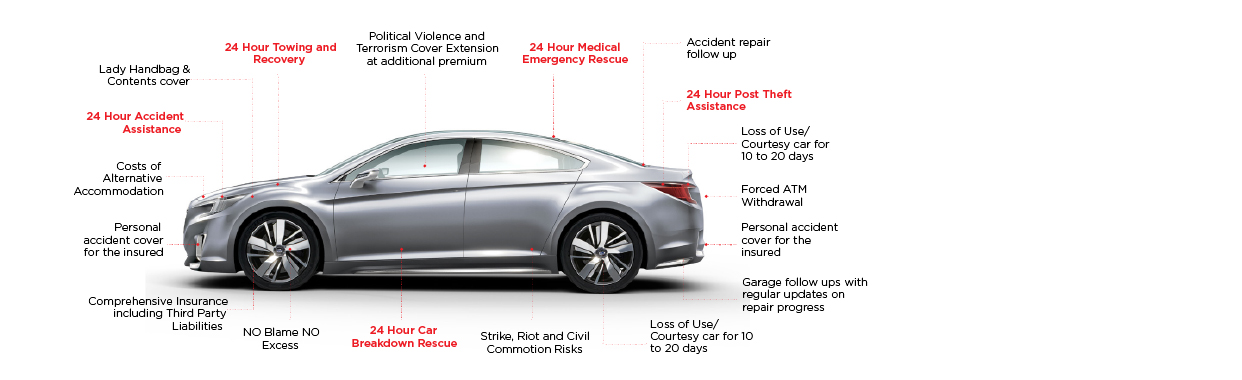 Political Violence and
Terrorism Cover Extension
at additional premium
24 Hour Towing and
Recovery
24 Hour Medical
Emergency Rescue
Accident repair
follow up
Lady Handbag &
Contents cover
24 Hour Post Theft
Assistance
24 Hour Accident
Assistance
Loss of Use/
Courtesy car for
10 to 20 days
Costs of
Alternative
Accommodation
Forced ATM
Withdrawal
Personal
accident cover
for the insured
Personal accident
cover for the
insured
Garage follow ups with
regular updates on
repair progress
Comprehensive Insurance
including Third Party
Liabilities
NO Blame NO
Excess
24 Hour Car
Breakdown Rescue
Strike, Riot and Civil
Commotion Risks
Loss of Use/
Courtesy car for 10
to 20 days